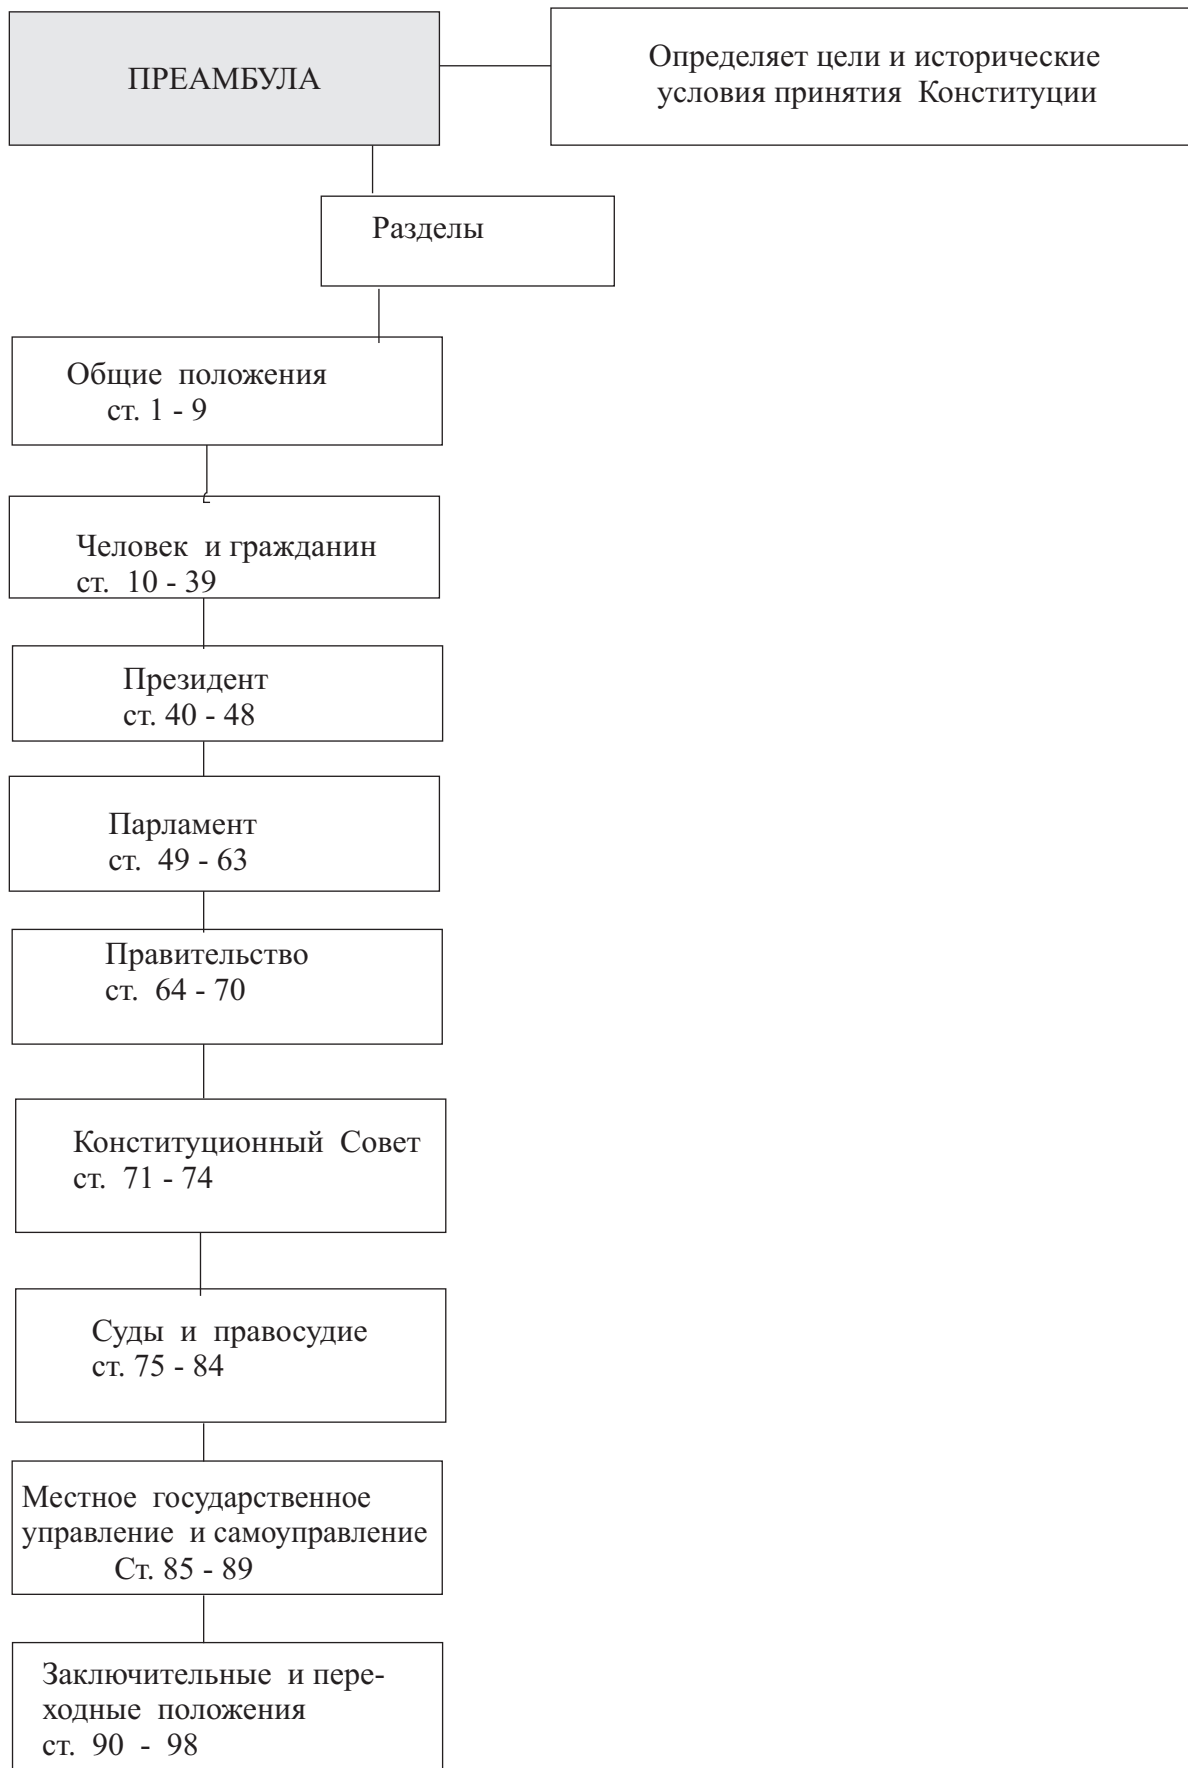 ПРЕАМБУЛА
Определяет цели и исторические
условия принятия Конституции
Разделы
Общие положения
ст. 1 - 9
Человек и гражданин
ст. 10 - 39
Президент
ст. 40 - 48
Парламент
ст. 49 - 63
Правительство
ст. 64 - 70
Конституционный Совет
ст. 71 - 74
Суды и правосудие
ст. 75 - 84
Местное государственное
управление и самоуправление
Ст. 85 - 89
Заключительные и пере-
ходные положения
ст. 90 - 98